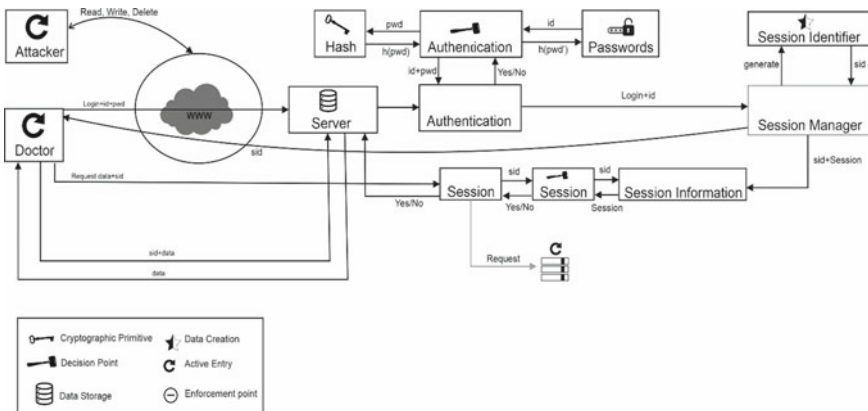 Read, Write, Delete
Attacker
Login+id+pwd
Doctor
WWW
Server
Hash
pwd
h(pwd)
Authenication
id
h(pwd')
Passwords
id+pwd
Yes/No
Authentication
Login+id
Session Identifier
generate
sid
Session Manager
sid
sid+Session
Request data+sid
Session
sid
Yes/No
Session
sid
Yes/No
Session
Session Information
Request
sid+data
data
Cryptographic Primitive
Data Creation
Decision Point
Active Entry
Data Storage
Enforcement point